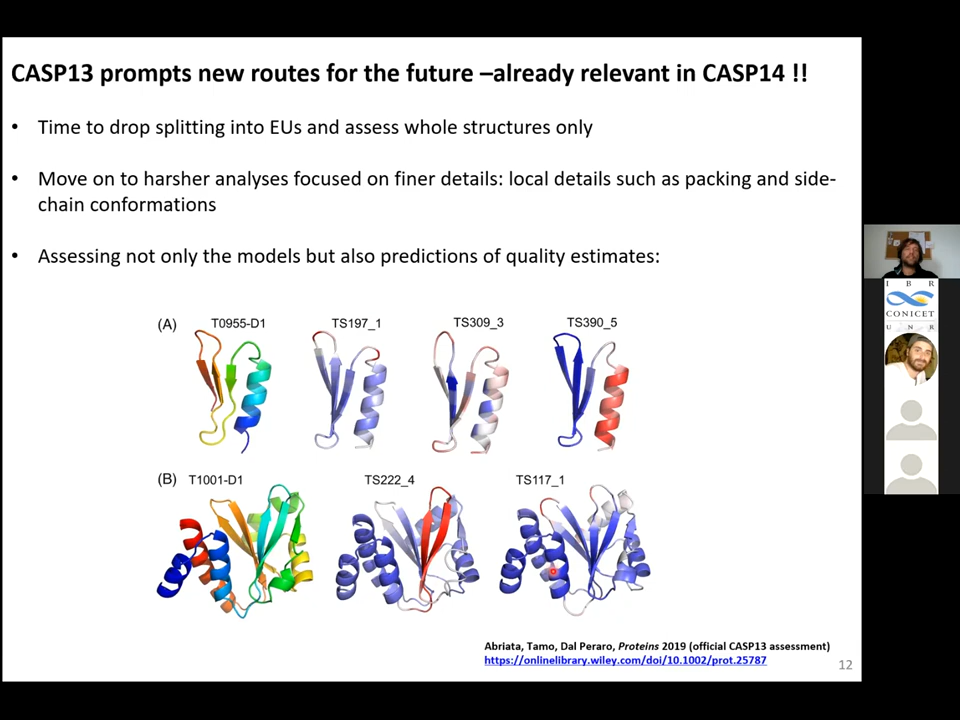 CASP13 prompts new routes for the future –already relevant in CASP14 !!
• Time to drop splitting into EUs and assess whole structures only
• Move on to harsher analyses focused on finer details: local details such as packing and side-
chain conformations
• Assessing not only the models but also predictions of quality estimates:
(A) T0955-D1 TS197_1 TS309_3 TS390_5
(B) T1001-D1 TS222_4 TS117_1
Abriata, Tamo, Dal Peraro, Proteins 2019 (official CASP13 assessment)
https://onlinelibrary.wiley.com/doi/10.1002/prot.25787
12
I B R
CONICET
U N R